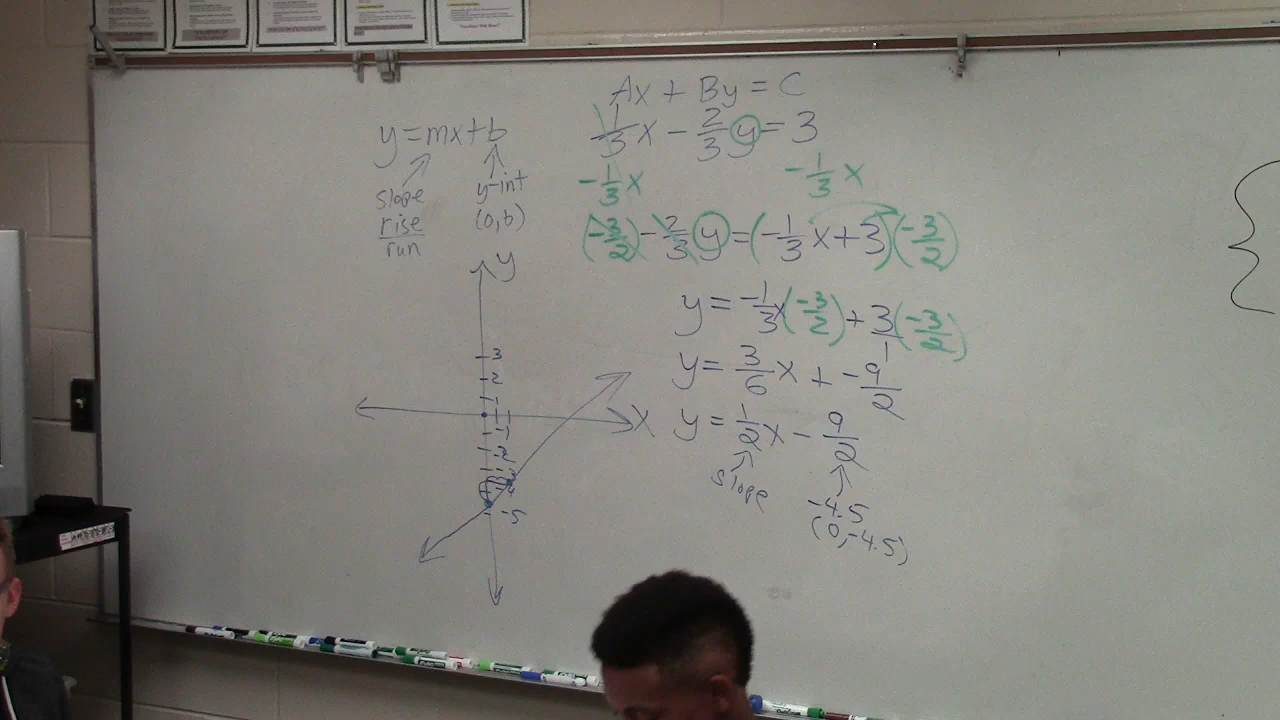 Ax + By = C
y = mx + b
1/3 x - 2/3 y = 3
slope
rise
run
y-int
(0, b)
-1/3 x -1/3 x
(-3/2) -2/3 y = (-1/3 x + 3)(-3/2)
y = -1/3 x (-3/2) + 3/1 (-3/2)
y = 3/6 x + -9/2
y = 1/2 x - 9/2
slope
-4.5
(0, -4.5)
y
3
2
1
x
-1
-2
-5